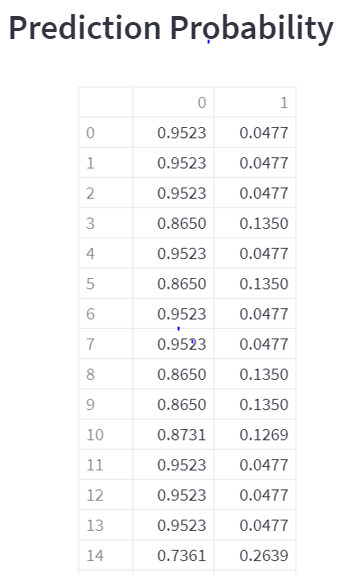 Prediction Probability
0 1
0 0.9523 0.0477
1 0.9523 0.0477
2 0.9523 0.0477
3 0.8650 0.1350
4 0.9523 0.0477
5 0.8650 0.1350
6 0.9523 0.0477
7 0.9523 0.0477
8 0.8650 0.1350
9 0.8650 0.1350
10 0.8731 0.1269
11 0.9523 0.0477
12 0.9523 0.0477
13 0.9523 0.0477
14 0.7361 0.2639